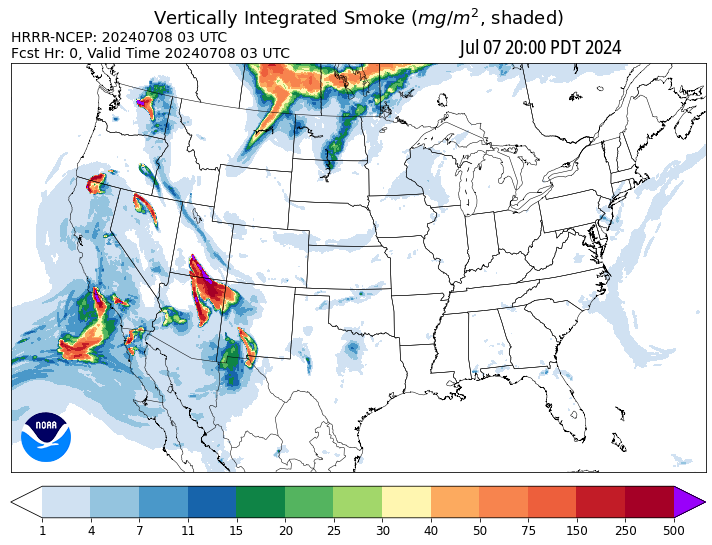 Vertically Integrated Smoke (mg/m², shaded)
HRRR-NCEP: 20240708 03 UTC
Fcst Hr: 0, Valid Time 20240708 03 UTC
Jul 07 20:00 PDT 2024
NOAA
1 4 7 11 15 20 25 30 40 50 75 150 250 500